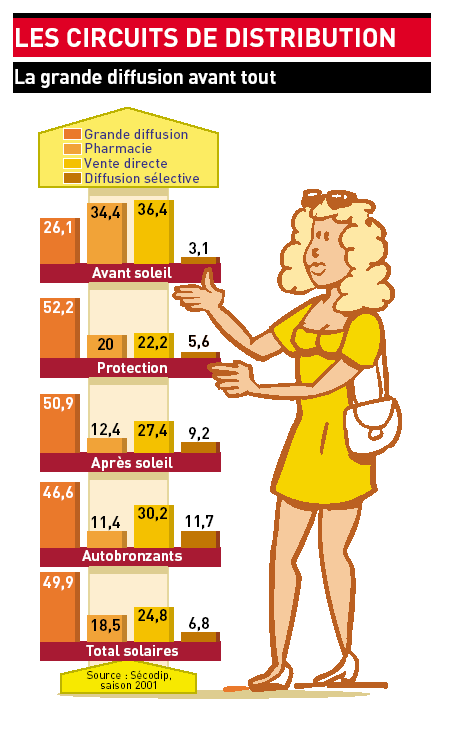 LES CIRCUITS DE DISTRIBUTION
La grande diffusion avant tout
Grande diffusion
Pharmacie
Vente directe
Diffusion sélective
26,1 34,4 36,4 3,1
Avant soleil
52,2 20 22,2 5,6
Protection
50,9 12,4 27,4 9,2
Après soleil
46,6 11,4 30,2 11,7
Autobronzants
49,9 18,5 24,8 6,8
Total solaires
Source : Sécodip,
saison 2001